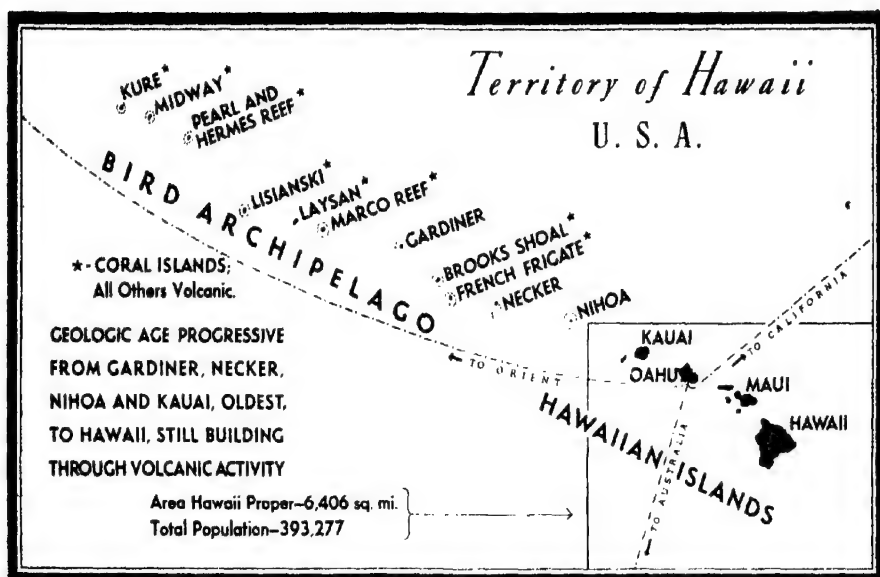 Territory of Hawaii
U. S. A.
KURE*
MIDWAY*
PEARL AND
HERMES REEF*
LISIANSKI*
LAYSAN*
MARCO REEF*
GARDINER
BROOKS SHOAL*
FRENCH FRIGATE*
NECKER
NIHOA
BIRD ARCHIPELAGO
*-CORAL ISLANDS;
All Others Volcanic.
GEOLOGIC AGE PROGRESSIVE
FROM GARDINER, NECKER,
NIHOA AND KAUAI, OLDEST,
TO HAWAII, STILL BUILDING
THROUGH VOLCANIC ACTIVITY
Area Hawaii Proper—6,406 sq. mi.
Total Population—393,277
KAUAI
OAHU
MAUI
HAWAII
TO CALIFORNIA
TO ORIENT
TO AUSTRALIA
HAWAIIAN ISLANDS